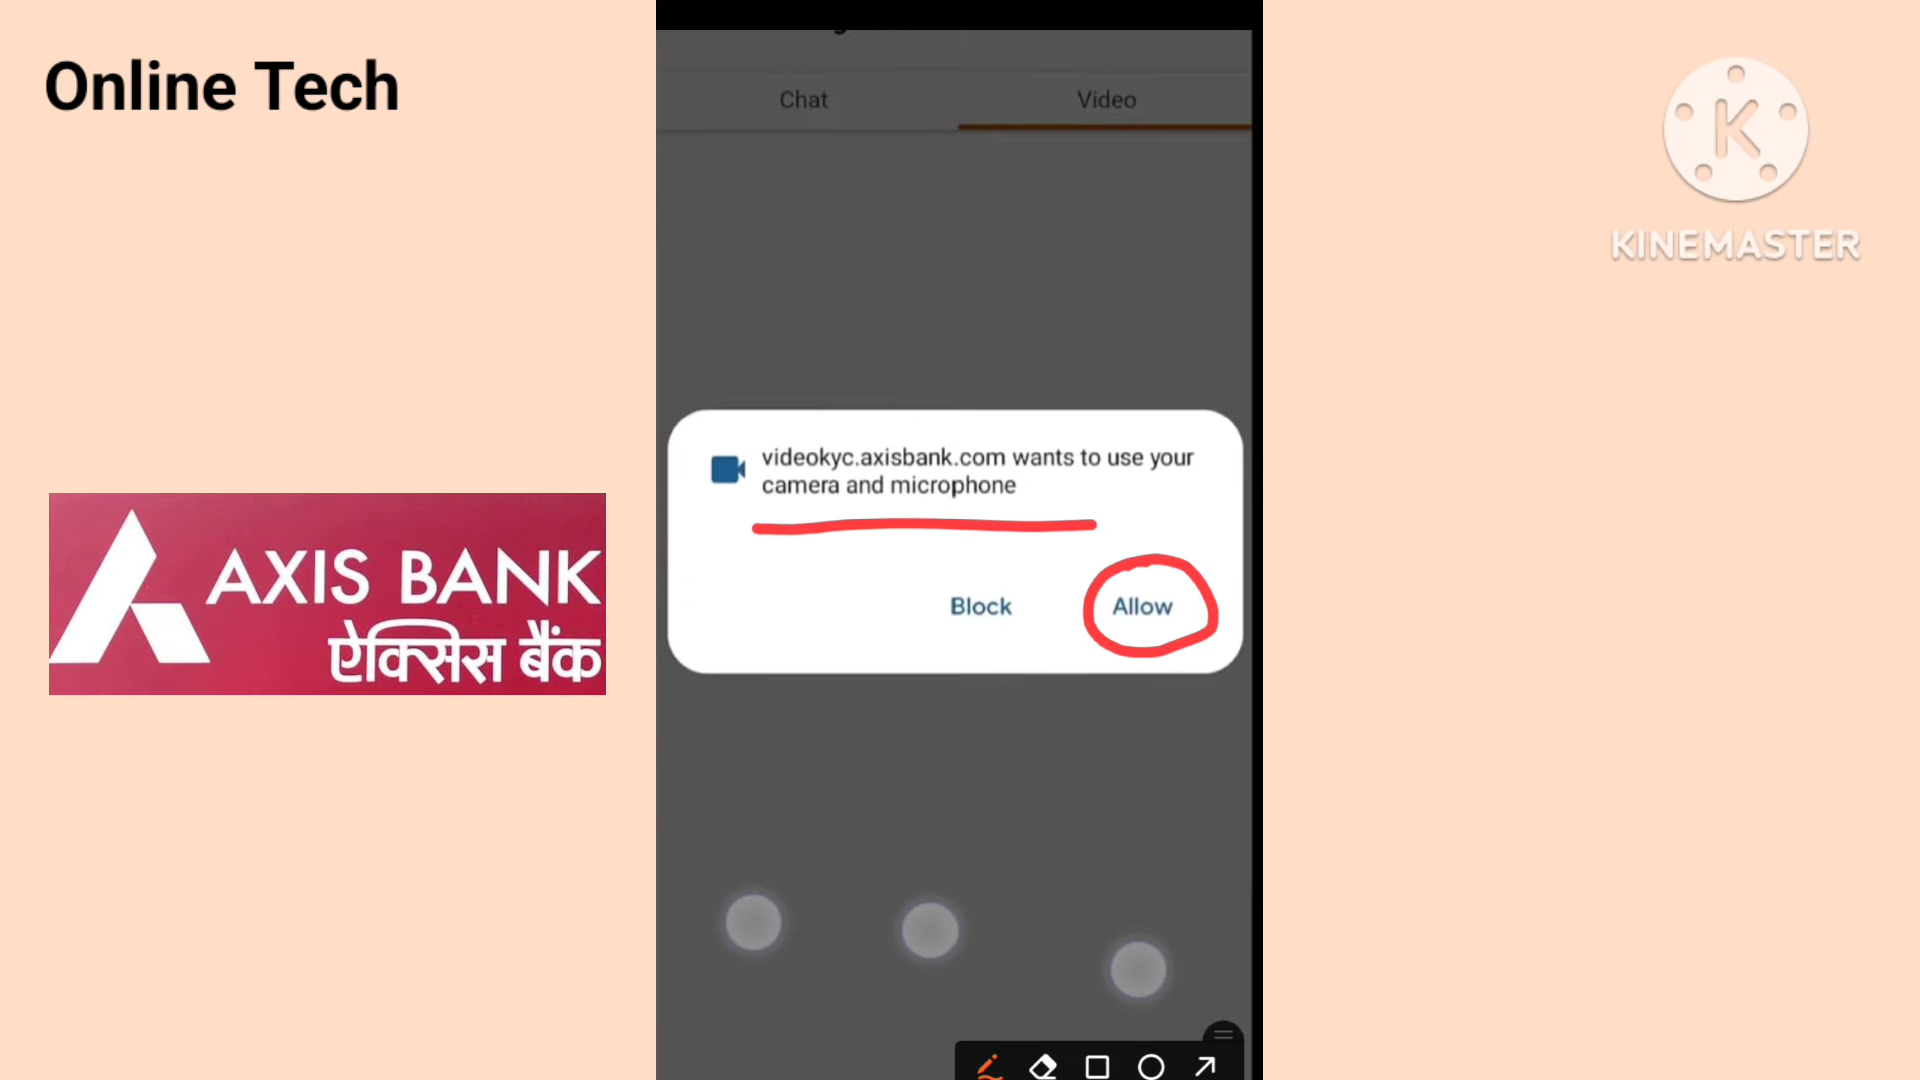 Online Tech
KINEMASTER
AXIS BANK
ऐक्सिस बैंक
Chat
Video
videokyc.axisbank.com wants to use your
camera and microphone
Block
Allow